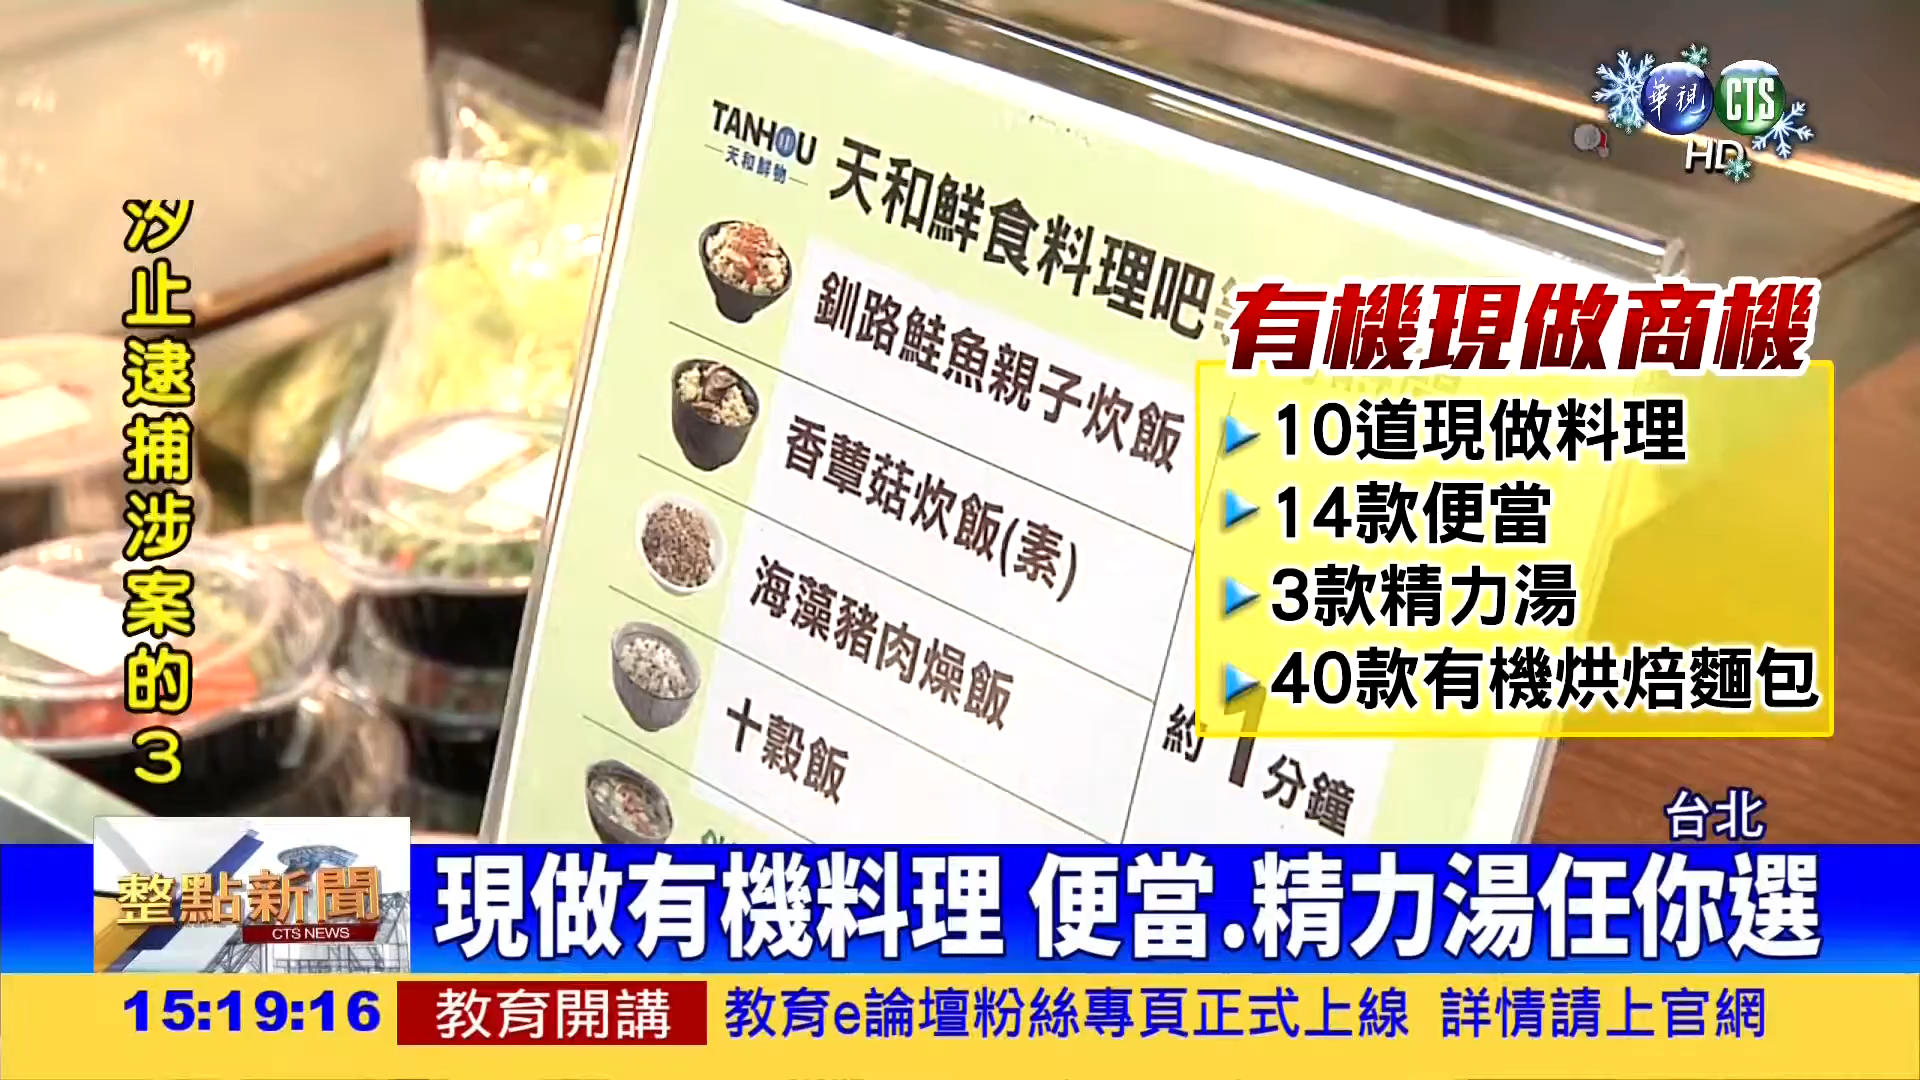 華視 CTS
HD
汐止逮捕涉案的3
TANHOU
天和鮮物
天和鮮食料理吧
釧路鮭魚親子炊飯
香蕈菇炊飯(素)
海藻豬肉燥飯
十穀飯
約1分鐘
有機現做商機
10道現做料理
14款便當
3款精力湯
40款有機烘焙麵包
台北
整點新聞
CTS NEWS
現做有機料理 便當.精力湯任你選
15:19:16
教育開講
教育e論壇粉絲專頁正式上線 詳情請上官網